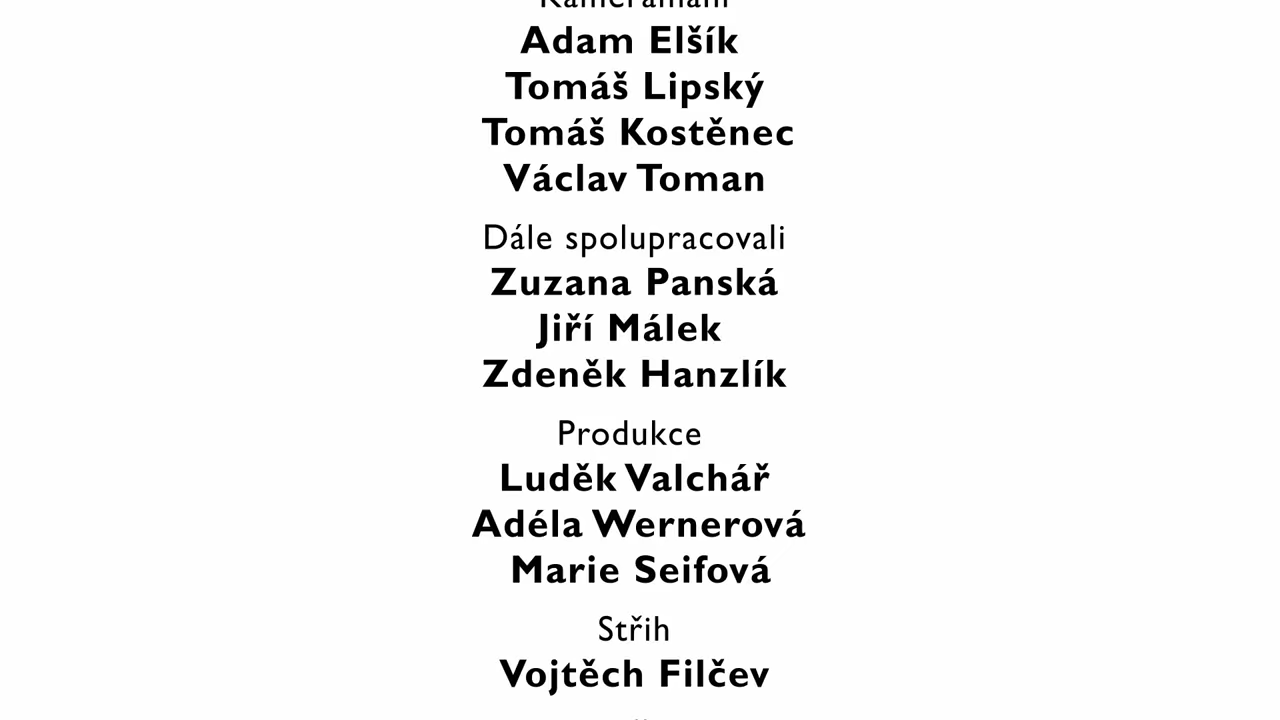 Kameramani
Adam Elšík
Tomáš Lipský
Tomáš Kostěnec
Václav Toman
Dále spolupracovali
Zuzana Panská
Jiří Málek
Zdeněk Hanzlík
Produkce
Luděk Valchář
Adéla Wernerová
Marie Seifová
Střih
Vojtěch Filčev